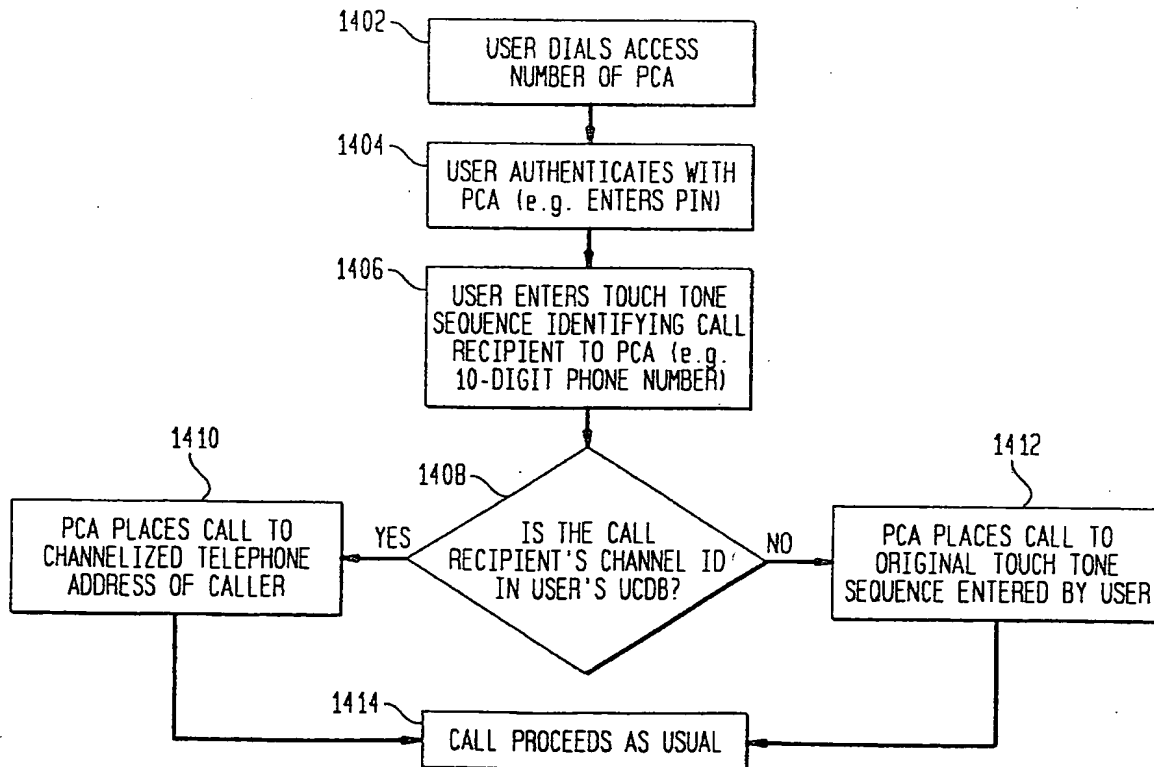 1402
USER DIALS ACCESS
NUMBER OF PCA
1404
USER AUTHENTICATES WITH
PCA (e.g. ENTERS PIN)
1406
USER ENTERS TOUCH TONE
SEQUENCE IDENTIFYING CALL
RECIPIENT TO PCA (e.g.
10-DIGIT PHONE NUMBER)
1408
IS THE CALL
RECIPIENT'S CHANNEL ID
IN USER'S UCDB?
YES
NO
1410
PCA PLACES CALL TO
CHANNELIZED TELEPHONE
ADDRESS OF CALLER
1412
PCA PLACES CALL TO
ORIGINAL TOUCH TONE
SEQUENCE ENTERED BY USER
1414
CALL PROCEEDS AS USUAL